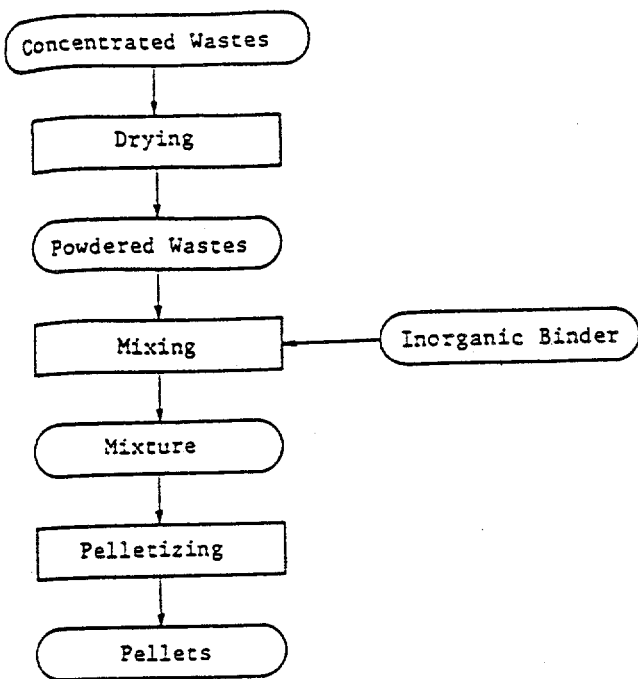 Concentrated Wastes
Drying
Powdered Wastes
Mixing
Inorganic Binder
Mixture
Pelletizing
Pellets